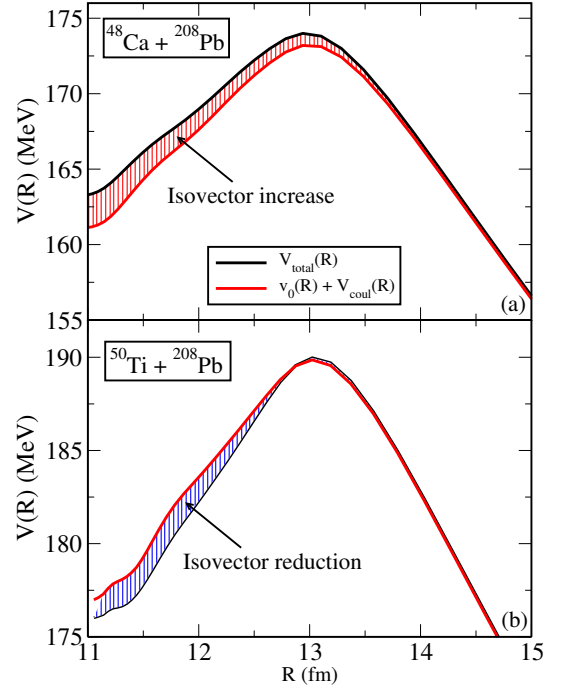 175
170
165
160
155
V(R) (MeV)
⁴⁸Ca + ²⁰⁸Pb
Isovector increase
V_total(R)
v_0(R) + V_coul(R)
(a)
190
185
180
175
V(R) (MeV)
⁵⁰Ti + ²⁰⁸Pb
Isovector reduction
(b)
11 12 13 14 15
R (fm)